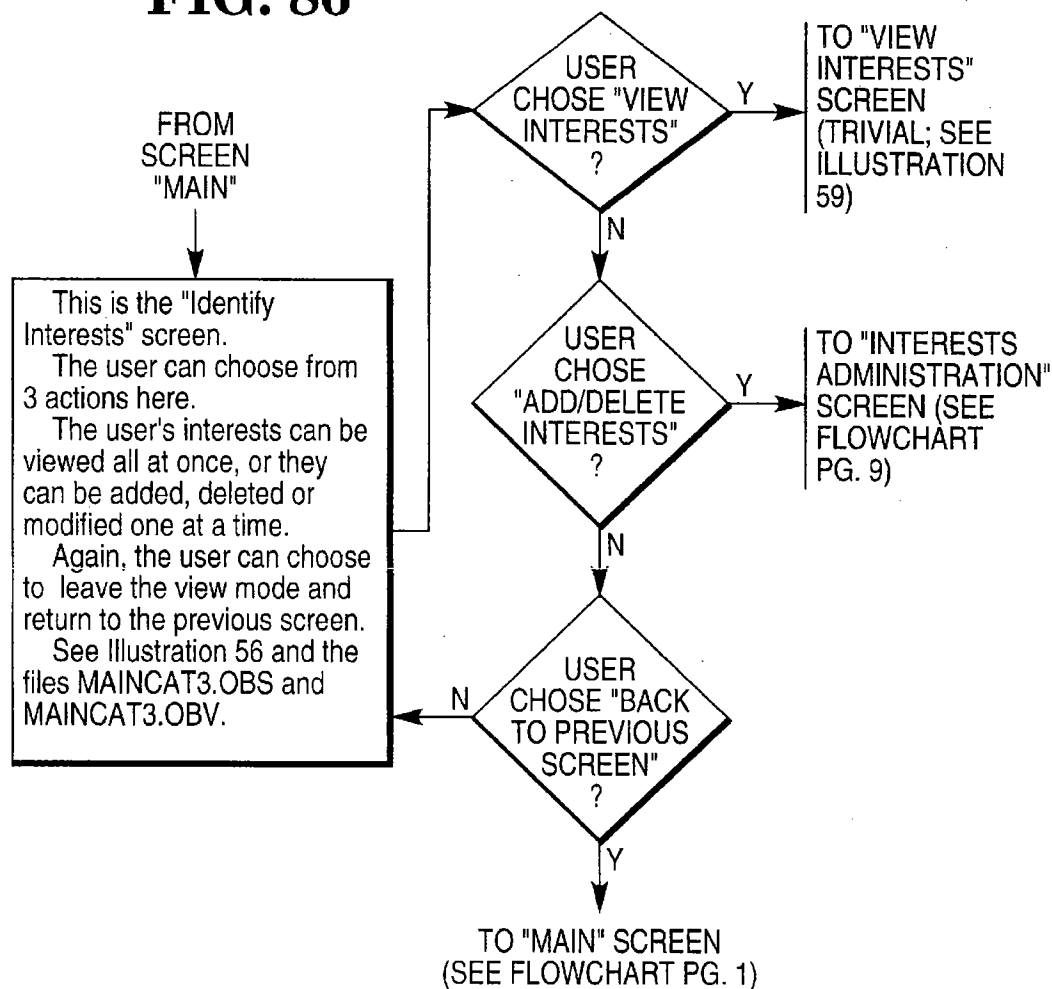 FIG. 86
FROM
SCREEN
"MAIN"
This is the "Identify
Interests" screen.
The user can choose from
3 actions here.
The user's interests can be
viewed all at once, or they
can be added, deleted or
modified one at a time.
Again, the user can choose
to leave the view mode and
return to the previous screen.
See Illustration 56 and the
files MAINCAT3.OBS and
MAINCAT3.OBV.
USER
CHOSE "VIEW
INTERESTS"
?
Y
TO "VIEW
INTERESTS"
SCREEN
(TRIVIAL; SEE
ILLUSTRATION
59)
N
USER
CHOSE
"ADD/DELETE
INTERESTS"
?
Y
TO "INTERESTS
ADMINISTRATION"
SCREEN (SEE
FLOWCHART
PG. 9)
N
USER
CHOSE "BACK
TO PREVIOUS
SCREEN"
?
N
Y
TO "MAIN" SCREEN
(SEE FLOWCHART PG. 1)